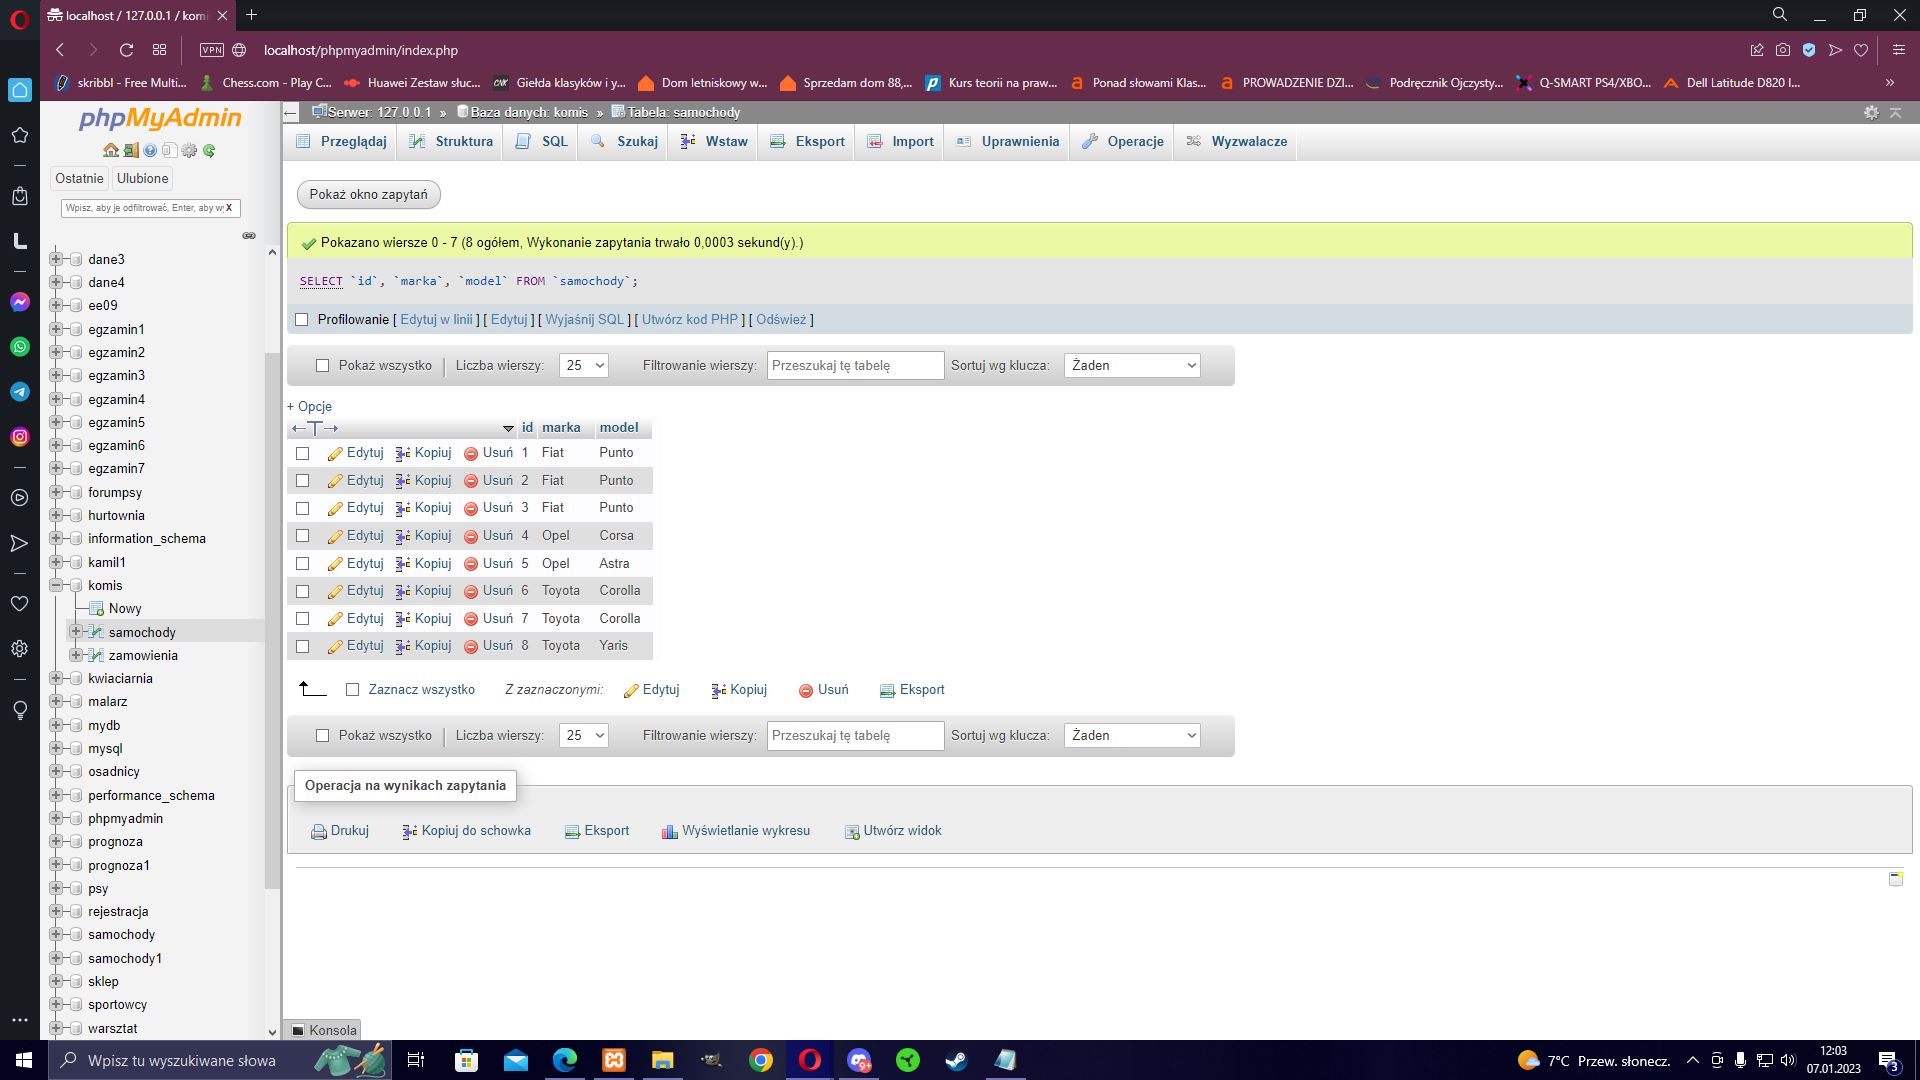 localhost / 127.0.0.1 / komi
VPN
localhost/phpmyadmin/index.php
skribbl - Free Multi...
Chess.com - Play C...
Huawei Zestaw słuc...
Giełda klasyków i y...
Dom letniskowy w...
Sprzedam dom 88,...
Kurs teorii na praw...
Ponad słowami Klas...
PROWADZENIE DZI...
Podręcznik Ojczysty...
Q-SMART PS4/XBO...
Dell Latitude D820 I...
»
phpMyAdmin
Ostatnie Ulubione
Wpisz, aby je odfiltrować, Enter, aby wy X
dane3
dane4
ee09
egzamin1
egzamin2
egzamin3
egzamin4
egzamin5
egzamin6
egzamin7
forumpsy
hurtownia
information_schema
kamil1
komis
Nowy
samochody
zamowienia
kwiaciarnia
malarz
mydb
mysql
osadnicy
performance_schema
phpmyadmin
prognoza
prognoza1
psy
rejestracja
samochody
samochody1
sklep
sportowcy
warsztat
Serwer: 127.0.0.1 » Baza danych: komis » Tabela: samochody
Przeglądaj Struktura SQL Szukaj Wstaw Eksport Import Uprawnienia Operacje Wyzwalacze
Pokaż okno zapytań
Pokazano wiersze 0 - 7 (8 ogółem, Wykonanie zapytania trwało 0,0003 sekund(y).)
SELECT `id`, `marka`, `model` FROM `samochody`;
Profilowanie [ Edytuj w linii ] [ Edytuj ] [ Wyjaśnij SQL ] [ Utwórz kod PHP ] [ Odśwież ]
Pokaż wszystko | Liczba wierszy: 25 Filtrowanie wierszy: Przeszukaj tę tabelę Sortuj wg klucza: Żaden
+ Opcje
id marka model
Edytuj Kopiuj Usuń 1 Fiat Punto
Edytuj Kopiuj Usuń 2 Fiat Punto
Edytuj Kopiuj Usuń 3 Fiat Punto
Edytuj Kopiuj Usuń 4 Opel Corsa
Edytuj Kopiuj Usuń 5 Opel Astra
Edytuj Kopiuj Usuń 6 Toyota Corolla
Edytuj Kopiuj Usuń 7 Toyota Corolla
Edytuj Kopiuj Usuń 8 Toyota Yaris
Zaznacz wszystko Z zaznaczonymi: Edytuj Kopiuj Usuń Eksport
Pokaż wszystko | Liczba wierszy: 25 Filtrowanie wierszy: Przeszukaj tę tabelę Sortuj wg klucza: Żaden
Operacja na wynikach zapytania
Drukuj Kopiuj do schowka Eksport Wyświetlanie wykresu Utwórz widok
Konsola
Wpisz tu wyszukiwane słowa
9+
7°C Przew. słonecz.
12:03
07.01.2023
3